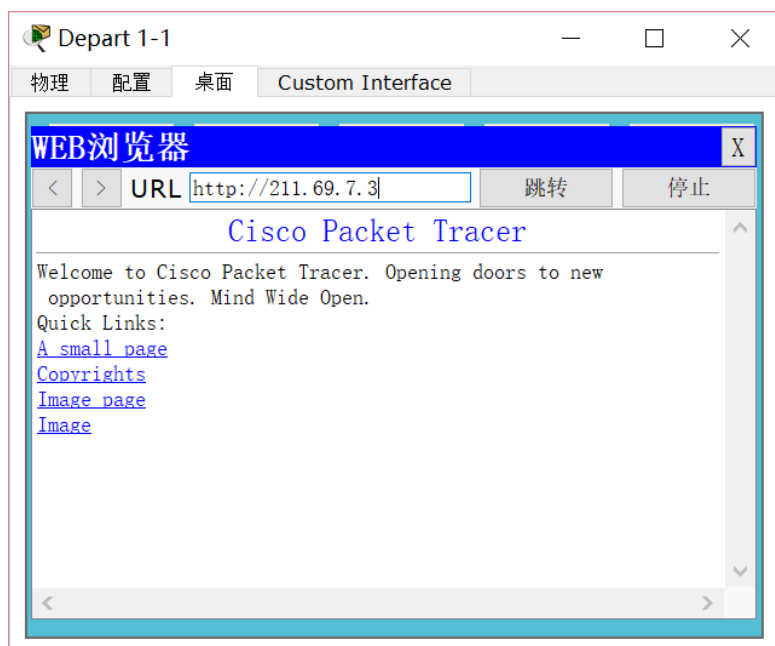 Depart 1-1
物理 配置 桌面 Custom Interface
WEB浏览器 X
< > URL http://211.69.7.3 跳转 停止
Cisco Packet Tracer
Welcome to Cisco Packet Tracer. Opening doors to new
opportunities. Mind Wide Open.
Quick Links:
A small page
Copyrights
Image page
Image